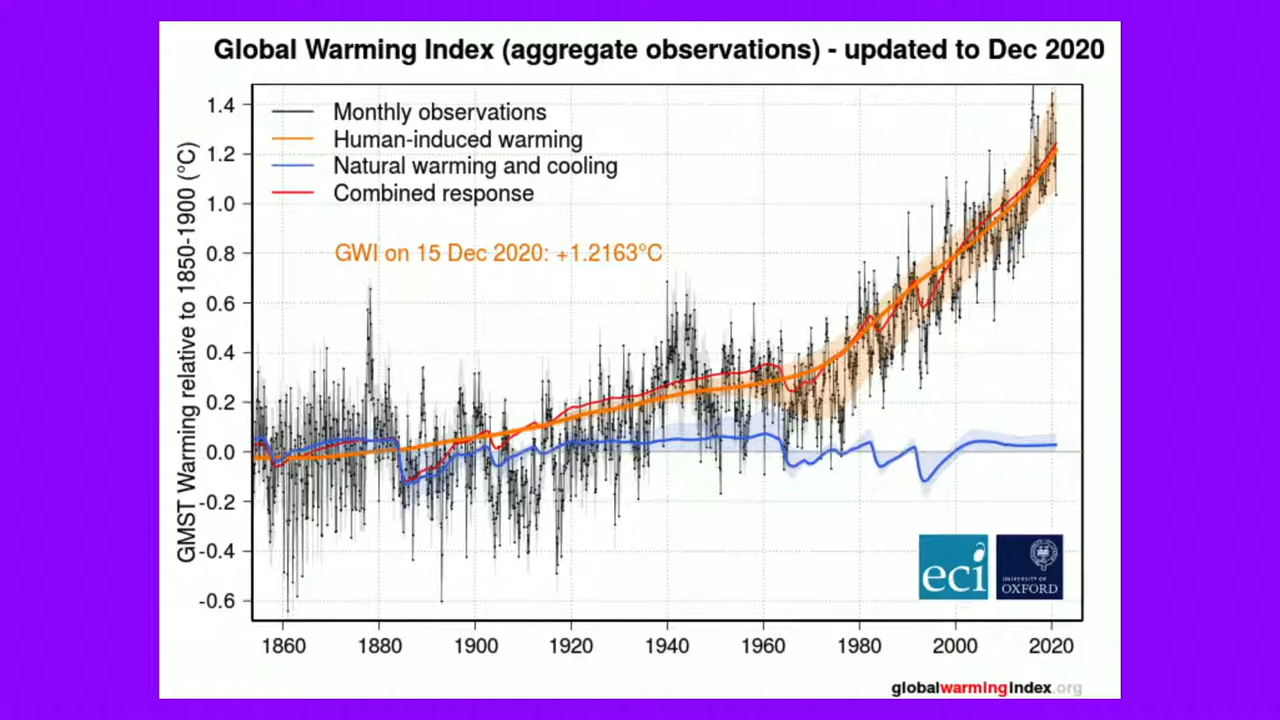 Global Warming Index (aggregate observations) - updated to Dec 2020
GMST Warming relative to 1850-1900 (°C)
1.4
1.2
1.0
0.8
0.6
0.4
0.2
0.0
-0.2
-0.4
-0.6
Monthly observations
Human-induced warming
Natural warming and cooling
Combined response
GWI on 15 Dec 2020: +1.2163°C
eci
UNIVERSITY OF
OXFORD
1860 1880 1900 1920 1940 1960 1980 2000 2020
globalwarmingindex.org